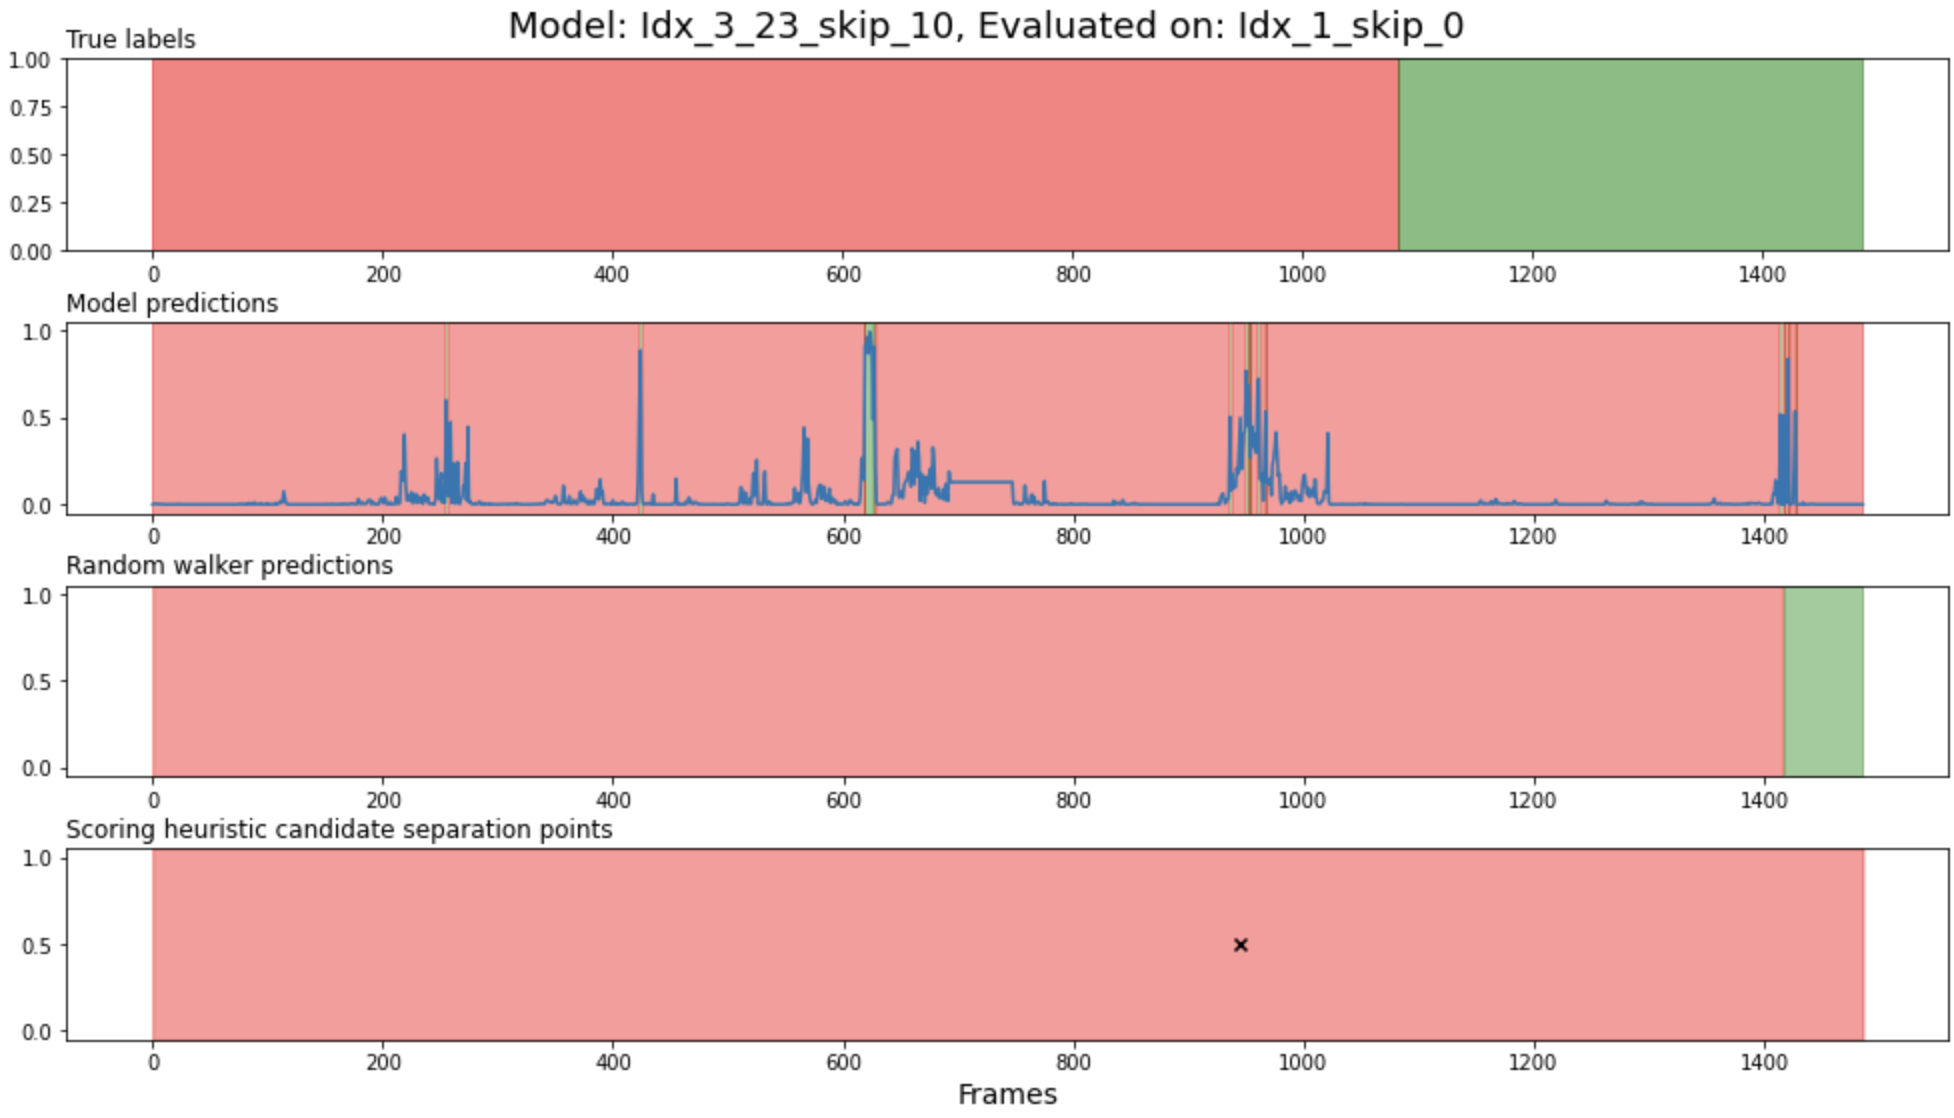 Model: Idx_3_23_skip_10, Evaluated on: Idx_1_skip_0
True labels
1.00
0.75
0.50
0.25
0.00
0 200 400 600 800 1000 1200 1400
Model predictions
1.0
0.5
0.0
0 200 400 600 800 1000 1200 1400
Random walker predictions
1.0
0.5
0.0
0 200 400 600 800 1000 1200 1400
Scoring heuristic candidate separation points
1.0
0.5
0.0
0 200 400 600 800 1000 1200 1400
Frames